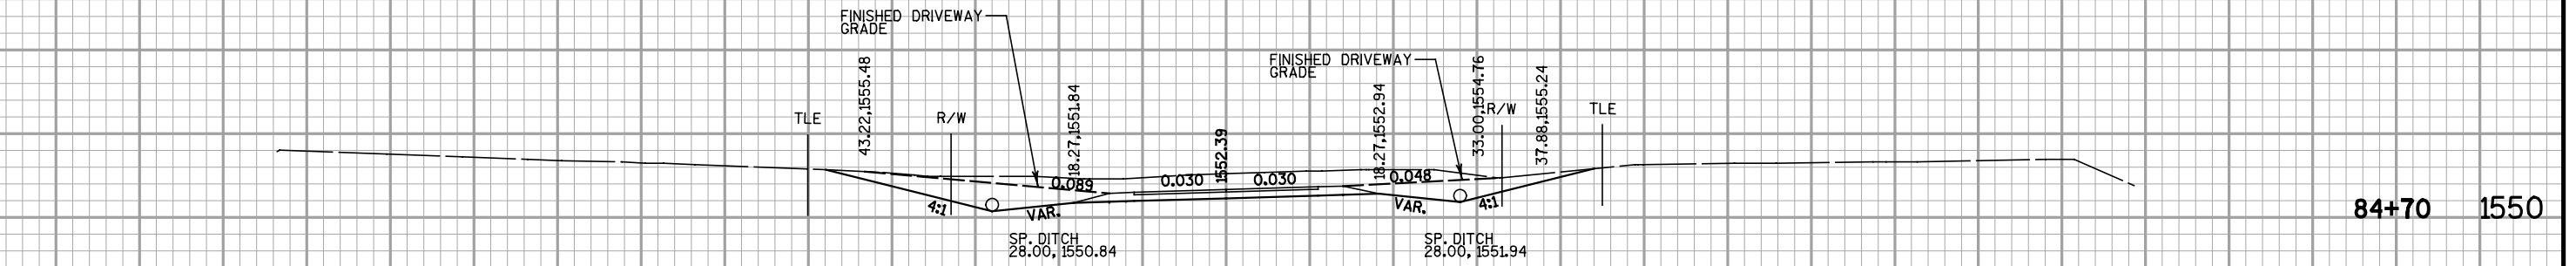 FINISHED DRIVEWAY
GRADE
FINISHED DRIVEWAY
GRADE
TLE
43.22,1555.48
R/W
18.27,1551.84
1552.39
18.27,1552.94
33.00,1554.76
R/W
37.88,1555.24
TLE
0.089
0.030
0.030
0.048
4:1
VAR.
VAR.
4:1
84+70
1550
SP. DITCH
28.00, 1550.84
SP. DITCH
28.00, 1551.94